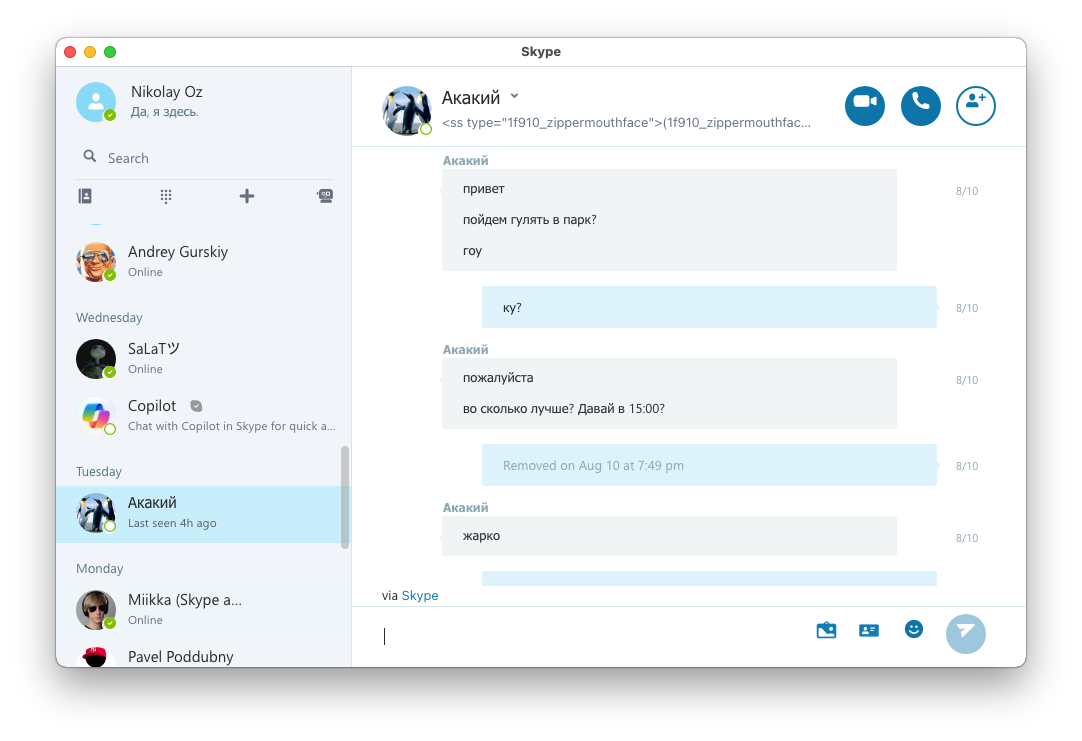 Skype
Nikolay Oz
Да, я здесь.
Search
Andrey Gurskiy
Online
Wednesday
SaLaTツ
Online
Copilot
Chat with Copilot in Skype for quick a...
Tuesday
Акакий
Last seen 4h ago
Monday
Miikka (Skype a...
Online
Pavel Poddubny
Акакий
<ss type="1f910_zippermouthface">(1f910_zippermouthfac...
Акакий
привет
8/10
пойдем гулять в парк?
гоу
ку?
8/10
Акакий
пожалуйста
8/10
во сколько лучше? Давай в 15:00?
Removed on Aug 10 at 7:49 pm
8/10
Акакий
жарко
8/10
via Skype